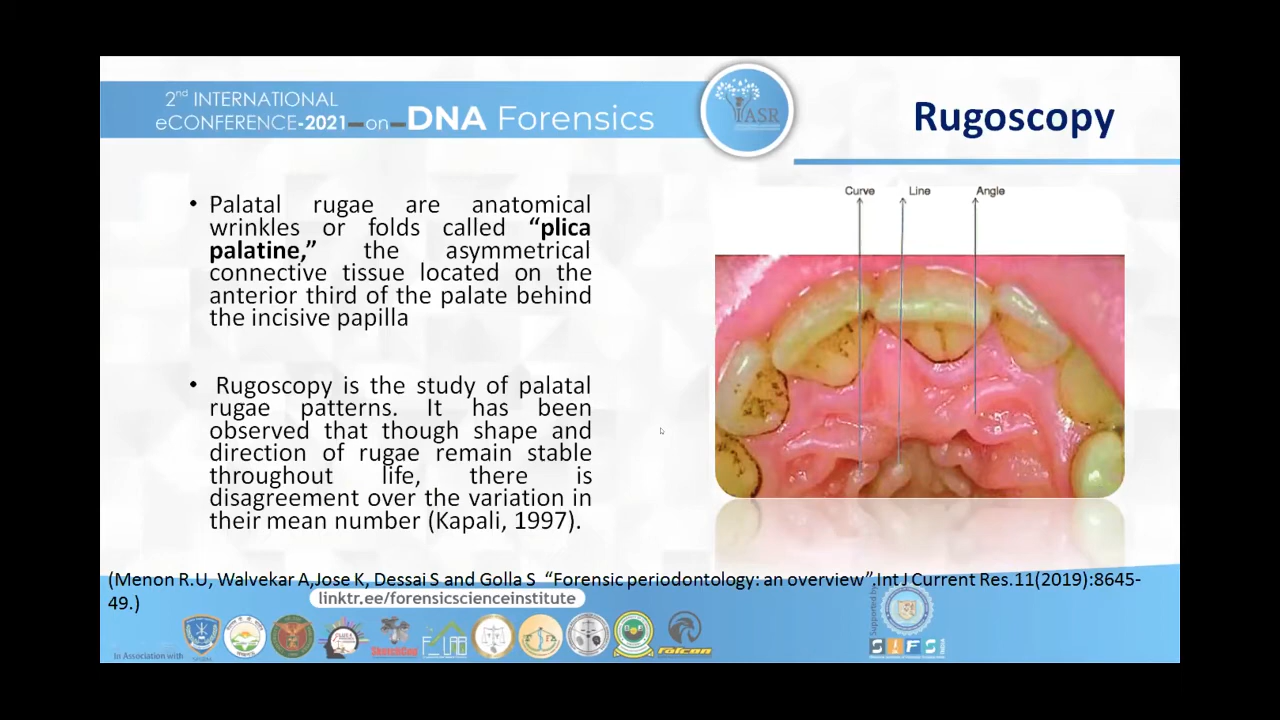 2nd INTERNATIONAL
eCONFERENCE-2021 on DNA Forensics
IASR
Rugoscopy
• Palatal rugae are anatomical
wrinkles or folds called “plica
palatine,” the asymmetrical
connective tissue located on the
anterior third of the palate behind
the incisive papilla
• Rugoscopy is the study of palatal
rugae patterns. It has been
observed that though shape and
direction of rugae remain stable
throughout life, there is
disagreement over the variation in
their mean number (Kapali, 1997).
Curve Line Angle
(Menon R.U, Walvekar A,Jose K, Dessai S and Golla S “Forensic periodontology: an overview”.Int J Current Res.11(2019):8645-
49.)
linktr.ee/forensicscienceinstitute
In Association with
Falcon
Supported by
SIFS
INDIA